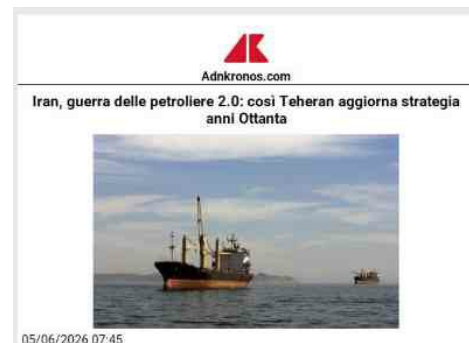 Adnkronos.com
Iran, guerra delle petroliere 2.0: così Teheran aggiorna strategia
anni Ottanta
05/06/2026 07:45